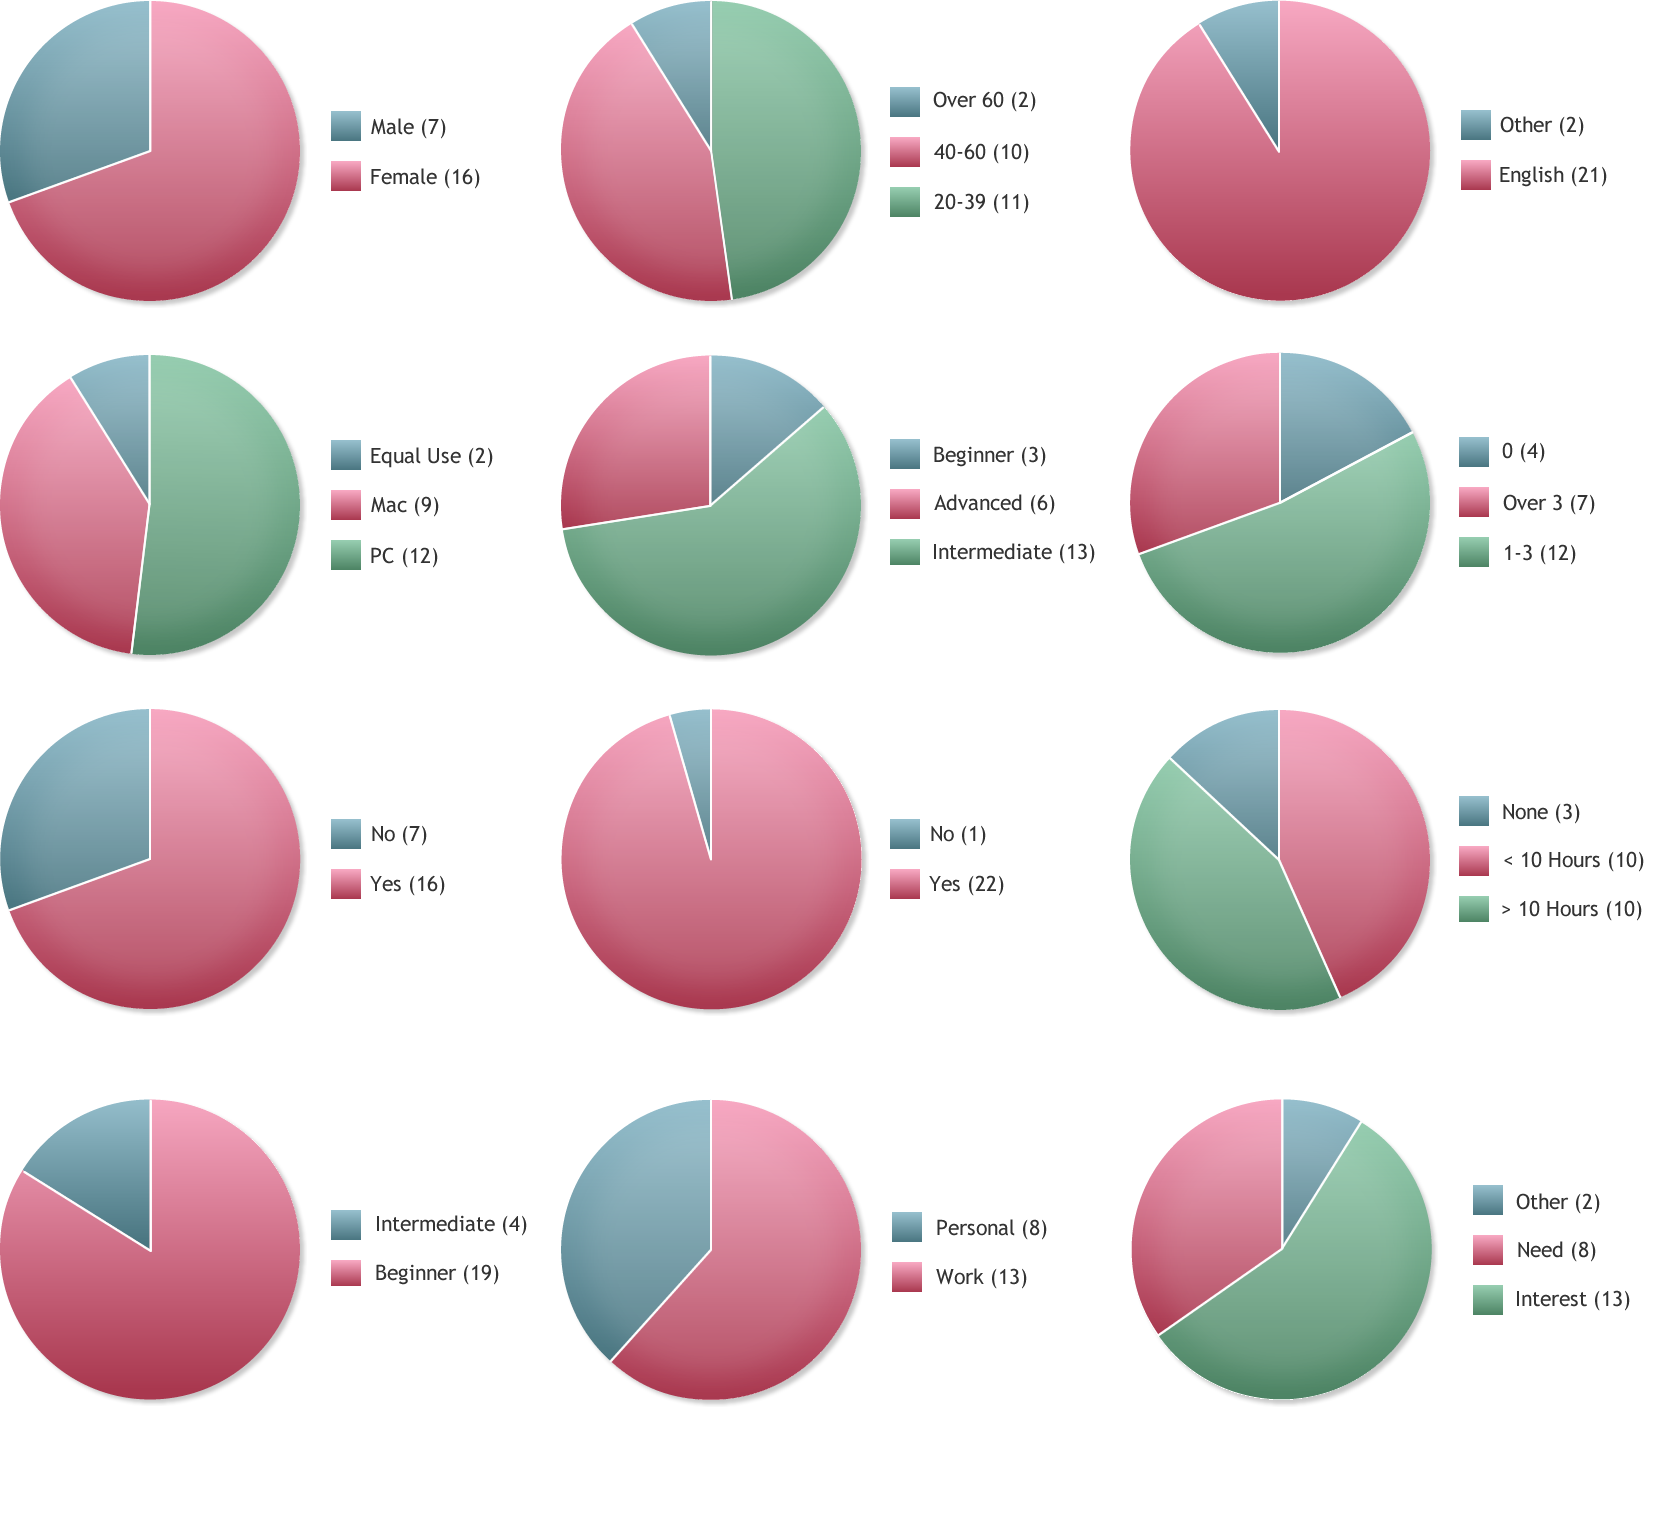 Male (7)
Female (16)
Over 60 (2)
40-60 (10)
20-39 (11)
Other (2)
English (21)
Equal Use (2)
Mac (9)
PC (12)
Beginner (3)
Advanced (6)
Intermediate (13)
0 (4)
Over 3 (7)
1-3 (12)
No (7)
Yes (16)
No (1)
Yes (22)
None (3)
< 10 Hours (10)
> 10 Hours (10)
Intermediate (4)
Beginner (19)
Personal (8)
Work (13)
Other (2)
Need (8)
Interest (13)